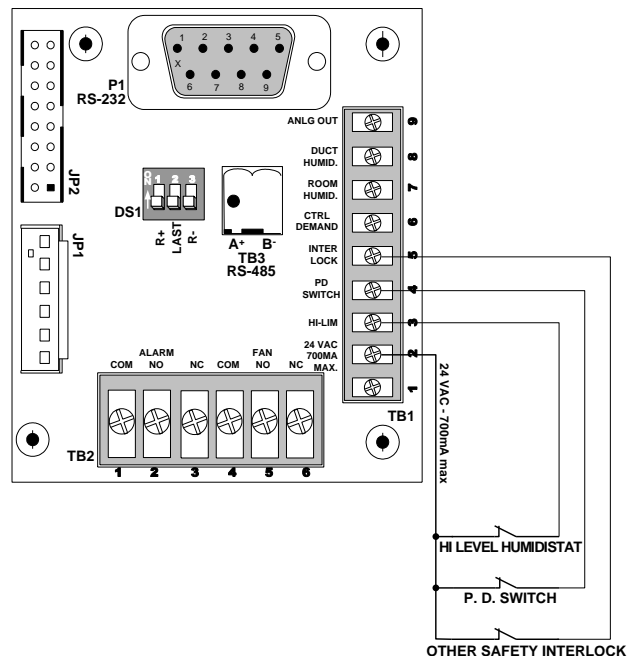 1 2 3 4 5
X
6 7 8 9
P1
RS-232
JP2
JP1
ON
1 2 3
DS1
R+
LAST
R-
A+ B-
TB3
RS-485
ANLG OUT 9
DUCT
HUMID. 8
ROOM
HUMID. 7
CTRL
DEMAND 6
INTER
LOCK 5
PD
SWITCH 4
HI-LIM 3
24 VAC
700MA
MAX. 2
1
TB1
24 VAC - 700mA max
ALARM FAN
COM NO NC COM NO NC
TB2
1 2 3 4 5 6
HI LEVEL HUMIDISTAT
P. D. SWITCH
OTHER SAFETY INTERLOCK